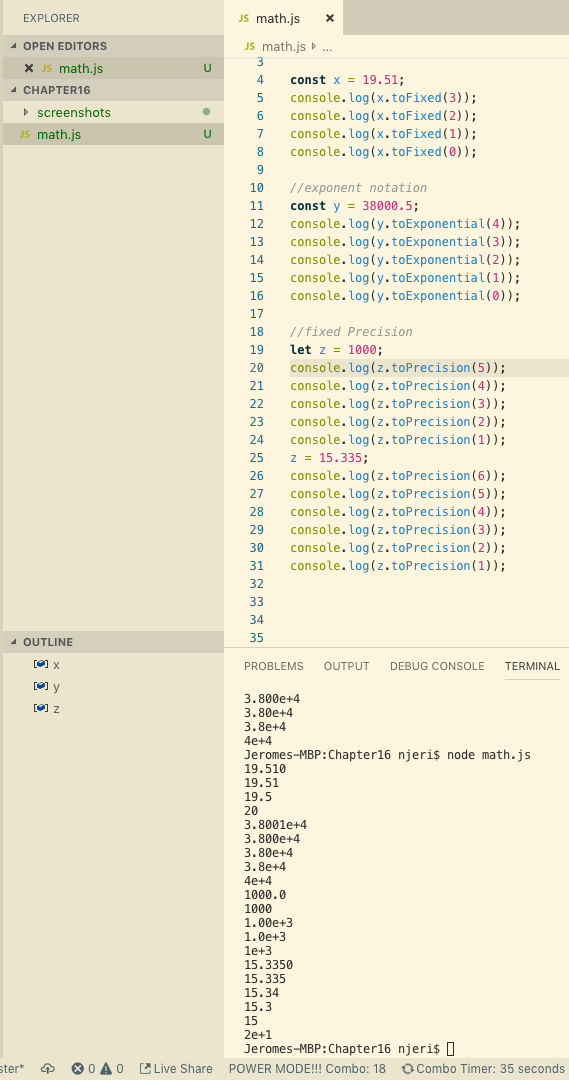 EXPLORER
OPEN EDITORS
JS math.js U
CHAPTER16
screenshots
JS math.js U
OUTLINE
x
y
z
JS math.js
JS math.js ...
3
4 const x = 19.51;
5 console.log(x.toFixed(3));
6 console.log(x.toFixed(2));
7 console.log(x.toFixed(1));
8 console.log(x.toFixed(0));
9
10 //exponent notation
11 const y = 38000.5;
12 console.log(y.toExponential(4));
13 console.log(y.toExponential(3));
14 console.log(y.toExponential(2));
15 console.log(y.toExponential(1));
16 console.log(y.toExponential(0));
17
18 //fixed Precision
19 let z = 1000;
20 console.log(z.toPrecision(5));
21 console.log(z.toPrecision(4));
22 console.log(z.toPrecision(3));
23 console.log(z.toPrecision(2));
24 console.log(z.toPrecision(1));
25 z = 15.335;
26 console.log(z.toPrecision(6));
27 console.log(z.toPrecision(5));
28 console.log(z.toPrecision(4));
29 console.log(z.toPrecision(3));
30 console.log(z.toPrecision(2));
31 console.log(z.toPrecision(1));
32
33
34
35
PROBLEMS OUTPUT DEBUG CONSOLE TERMINAL
3.800e+4
3.80e+4
3.8e+4
4e+4
Jeromes-MBP:Chapter16 njeri$ node math.js
19.510
19.51
19.5
20
3.8001e+4
3.800e+4
3.80e+4
3.8e+4
4e+4
1000.0
1000
1.00e+3
1.0e+3
1e+3
15.3350
15.335
15.34
15.3
15
2e+1
Jeromes-MBP:Chapter16 njeri$
ster* 0 0 Live Share POWER MODE!!! Combo: 18 Combo Timer: 35 seconds